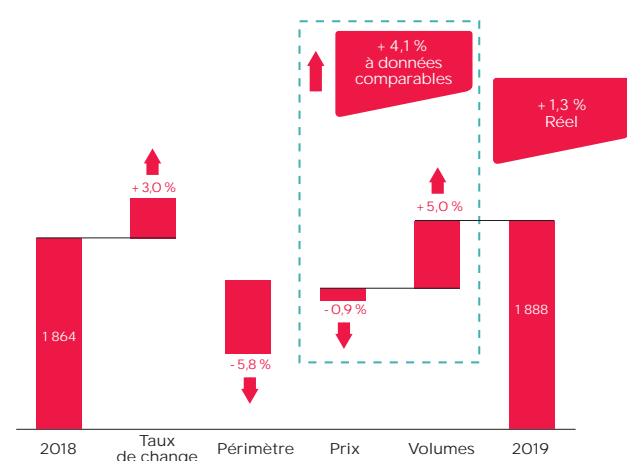 + 4,1 %
à données
comparables
+ 1,3 %
Réel
+ 3,0 %
+ 5,0 %
1 864
- 0,9 %
1 888
- 5,8 %
2018
Taux
de change
Périmètre
Prix
Volumes
2019